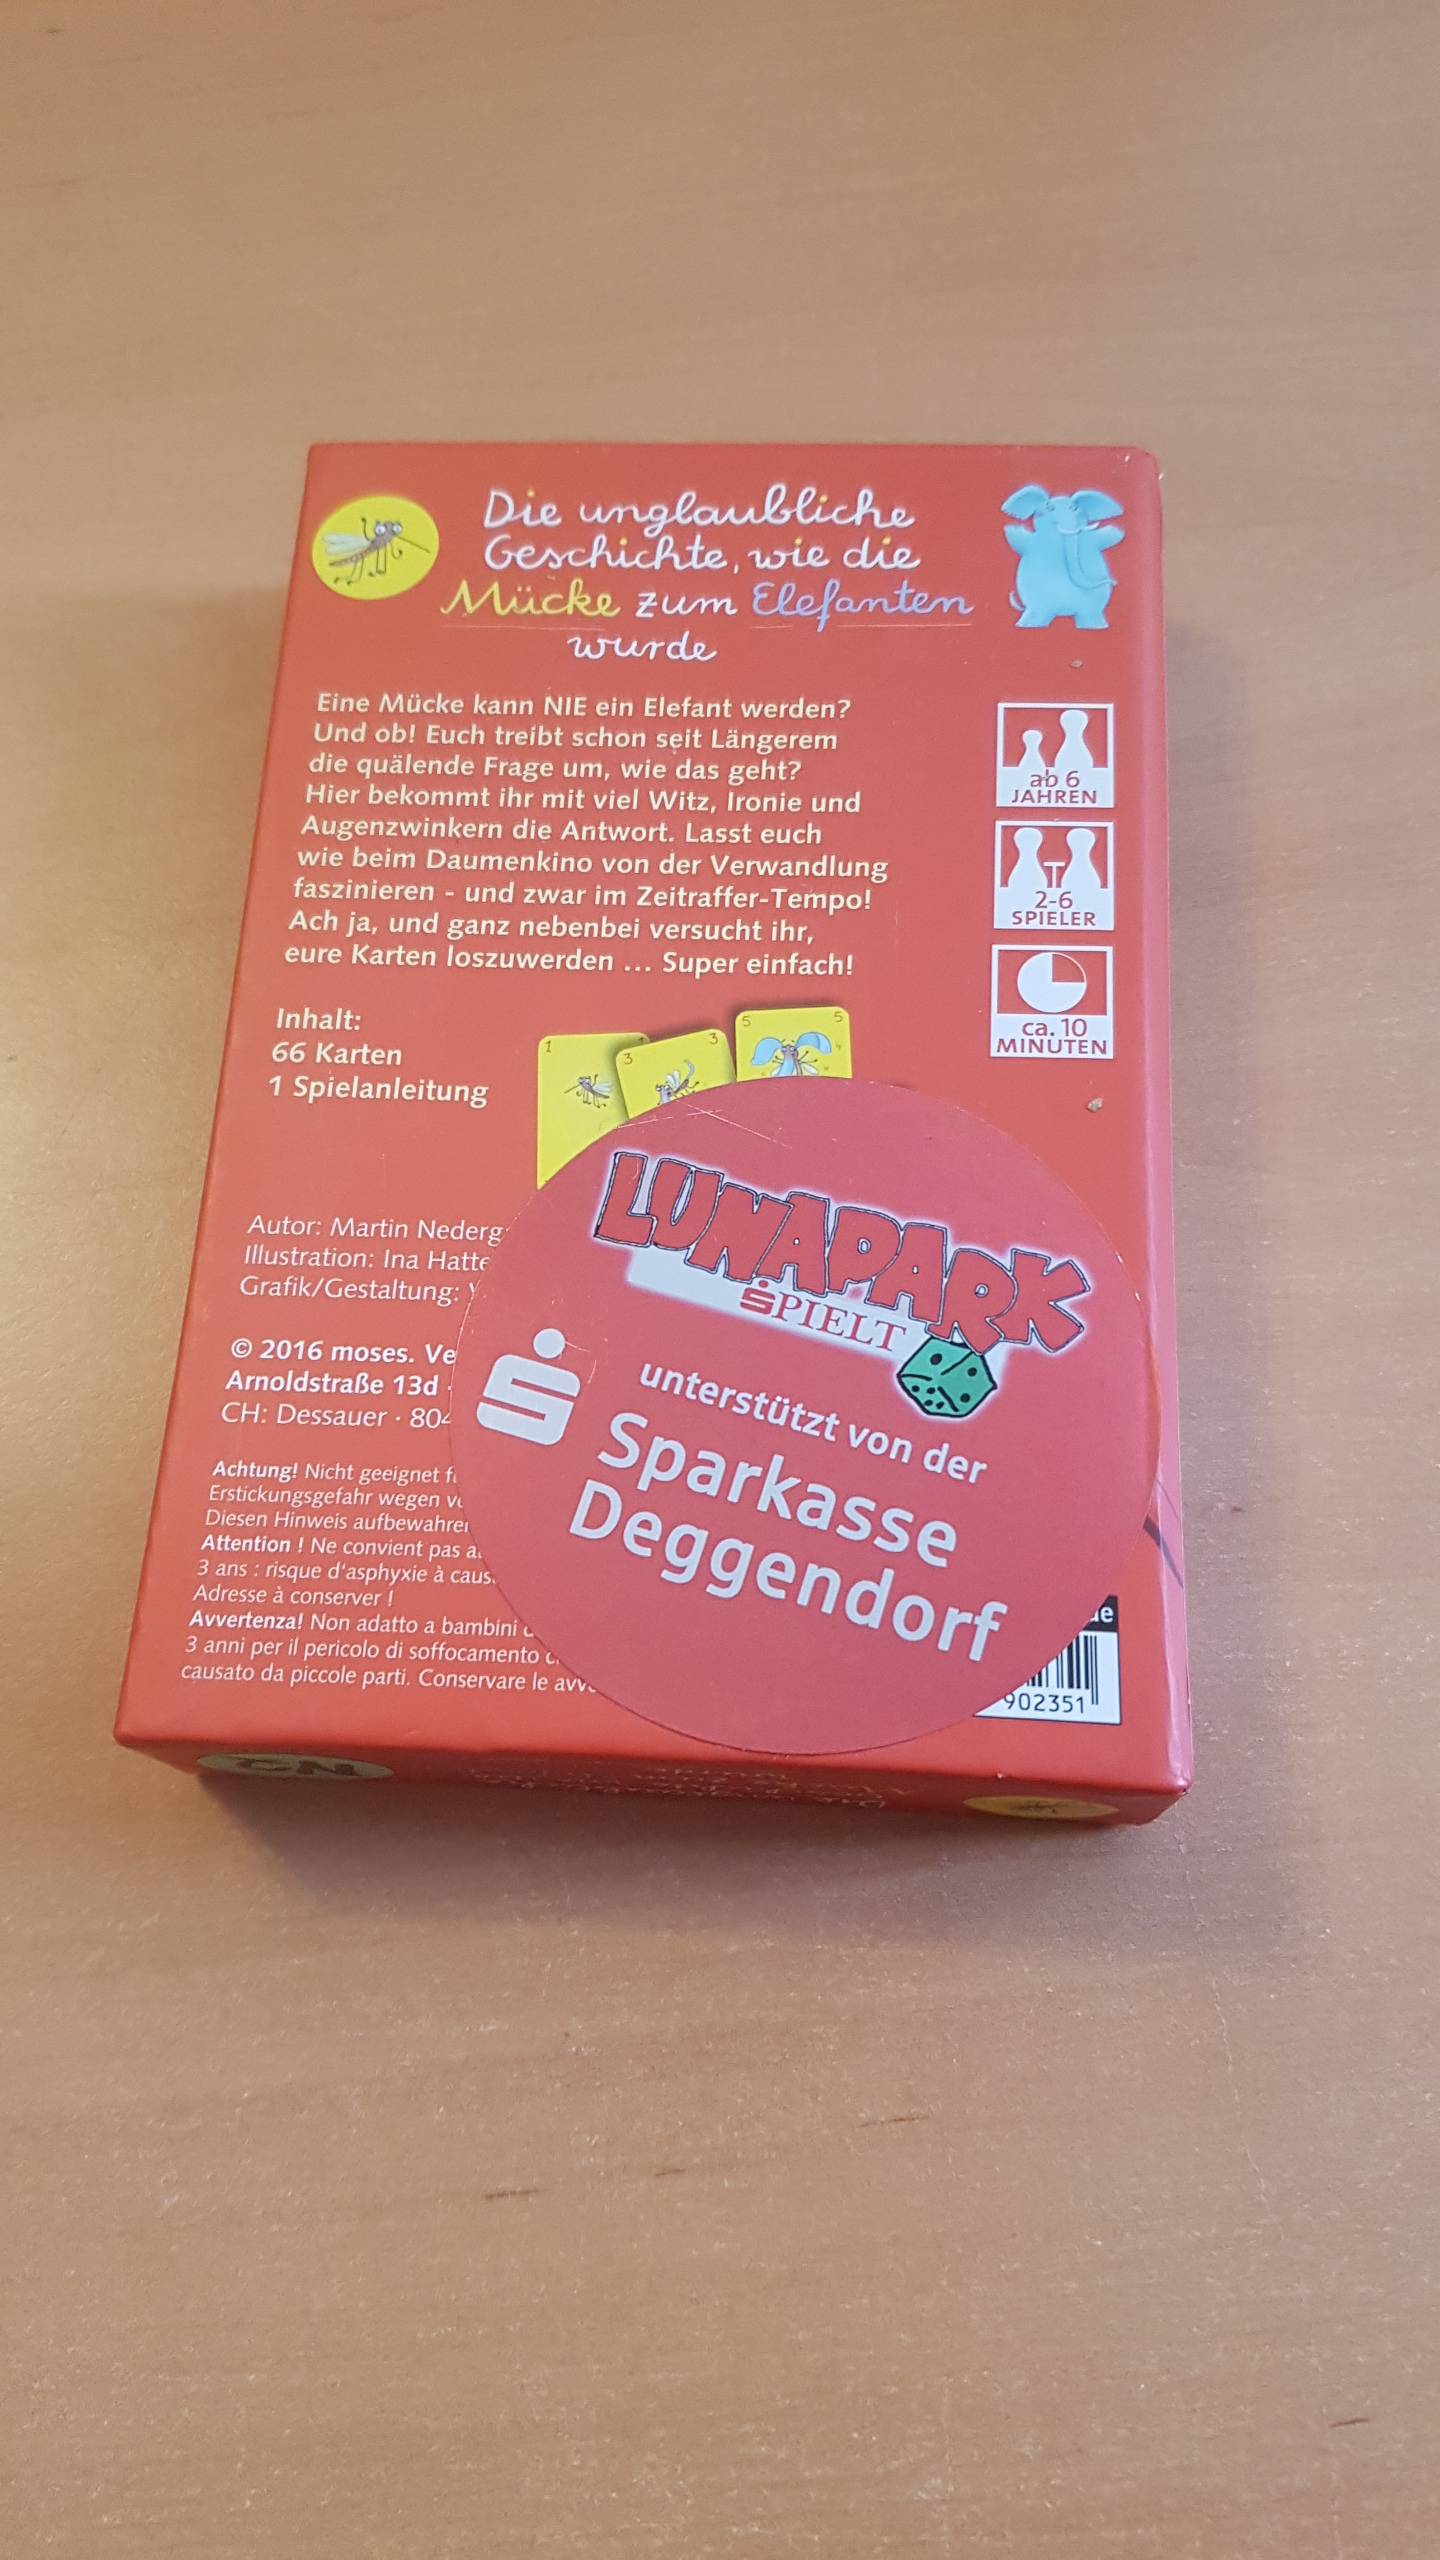 Die unglaubliche
Geschichte, wie die
Mücke zum Elefanten
wurde
Eine Mücke kann NIE ein Elefant werden?
Und ob! Euch treibt schon seit Längerem
die quälende Frage um, wie das geht?
Hier bekommt ihr mit viel Witz, Ironie und
Augenzwinkern die Antwort. Lasst euch
wie beim Daumenkino von der Verwandlung
faszinieren - und zwar im Zeitraffer-Tempo!
Ach ja, und ganz nebenbei versucht ihr,
eure Karten loszuwerden ... Super einfach!
ab 6
JAHREN
2-6
SPIELER
ca. 10
MINUTEN
Inhalt:
66 Karten
1 Spielanleitung
1
3 3
5 5
Autor: Martin Nederg
Illustration: Ina Hatte
Grafik/Gestaltung:
© 2016 moses. Ve
Arnoldstraße 13d
CH: Dessauer · 804
Achtung! Nicht geeignet f
Erstickungsgefahr wegen v
Diesen Hinweis aufbewahre
Attention ! Ne convient pas a
3 ans : risque d'asphyxie à caus
Adresse à conserver !
Avvertenza! Non adatto a bambini
3 anni per il pericolo di soffocamento
causato da piccole parti. Conservare le avv
LUNAPARK
SPIELT
unterstützt von der
Sparkasse
Deggendorf
de
902351